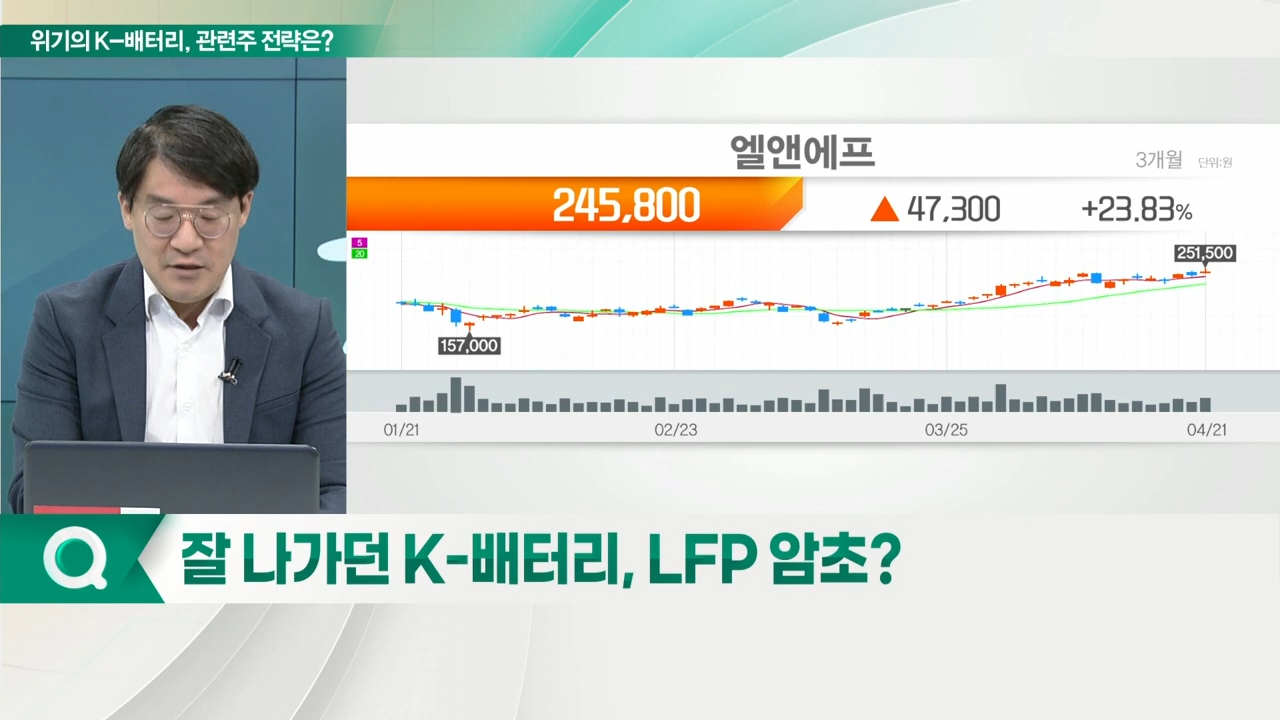 위기의 K-배터리, 관련주 전략은?
엘앤에프
3개월 단위:원
245,800 ▲ 47,300 +23.83%
5
20
251,500
157,000
01/21 02/23 03/25 04/21
Q 잘 나가던 K-배터리, LFP 암초?